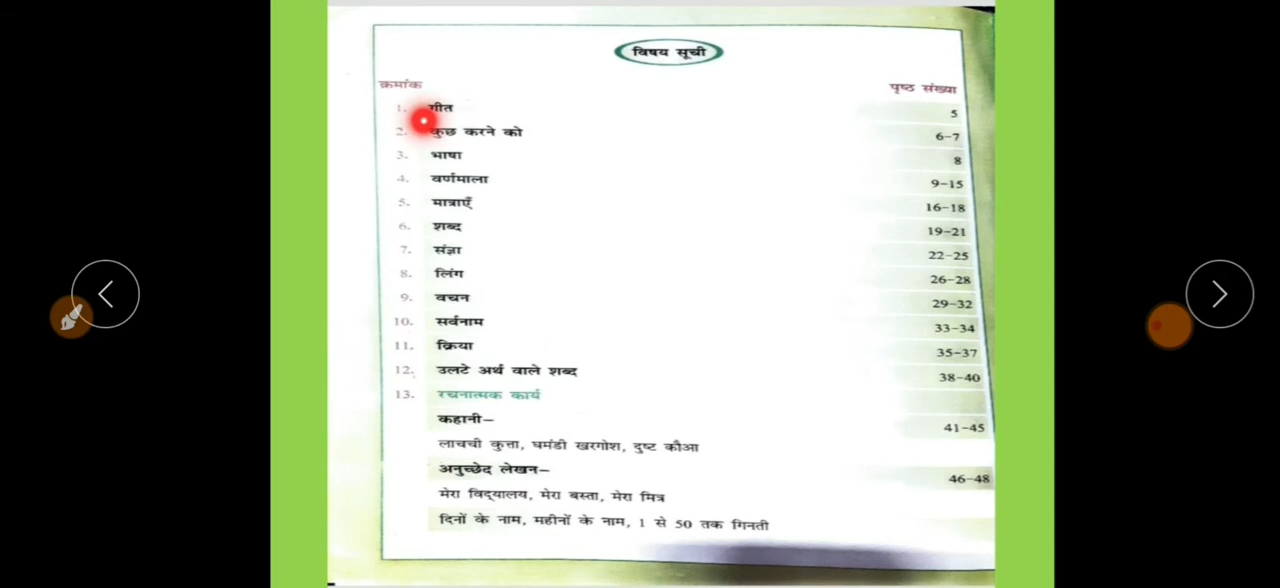 विषय सूची
क्रमांक पृष्ठ संख्या
1. गीत 5
2. कुछ करने को 6-7
3. भाषा 8
4. वर्णमाला 9-15
5. मात्राएँ 16-18
6. शब्द 19-21
7. संज्ञा 22-25
8. लिंग 26-28
9. वचन 29-32
10. सर्वनाम 33-34
11. क्रिया 35-37
12. उलटे अर्थ वाले शब्द 38-40
13. रचनात्मक कार्य
कहानी- 41-45
लाचची कुत्ता, घमंडी खरगोश, दुष्ट कौआ
अनुच्छेद लेखन- 46-48
मेरा विद्यालय, मेरा बस्ता, मेरा मित्र
दिनों के नाम, महीनों के नाम, 1 से 50 तक गिनती